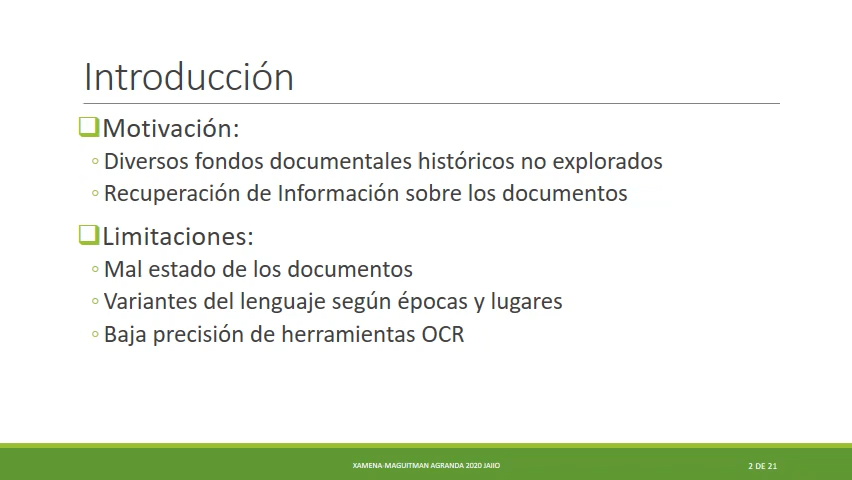 Introducción
❑Motivación:
◦Diversos fondos documentales históricos no explorados
◦Recuperación de Información sobre los documentos
❑Limitaciones:
◦Mal estado de los documentos
◦Variantes del lenguaje según épocas y lugares
◦Baja precisión de herramientas OCR
XAMENA-MAGUITMAN AGRANDA 2020 JAIIO
2 DE 21